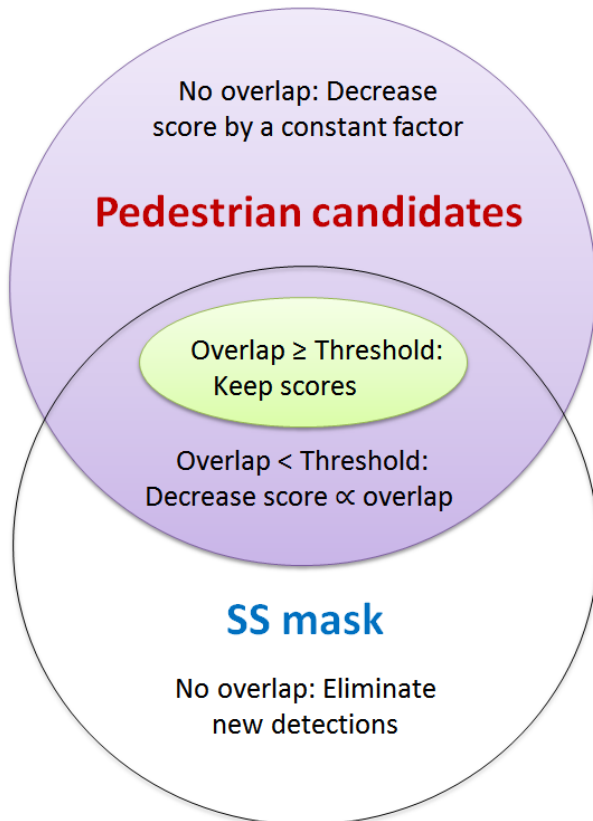 No overlap: Decrease
score by a constant factor
Pedestrian candidates
Overlap ≥ Threshold:
Keep scores
Overlap < Threshold:
Decrease score ∝ overlap
SS mask
No overlap: Eliminate
new detections